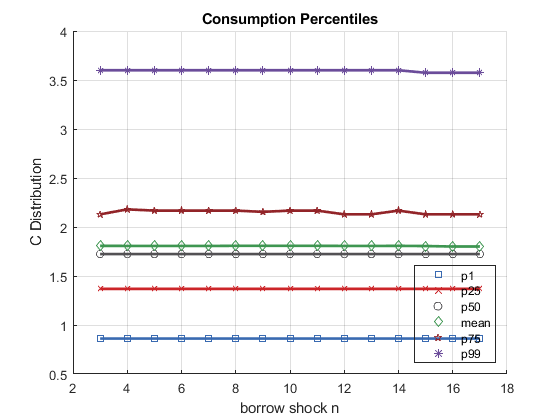 Consumption Percentiles
4
3.5
3
2.5
2
1.5
1
0.5
C Distribution
p1
p25
p50
mean
p75
p99
2 4 6 8 10 12 14 16 18
borrow shock n